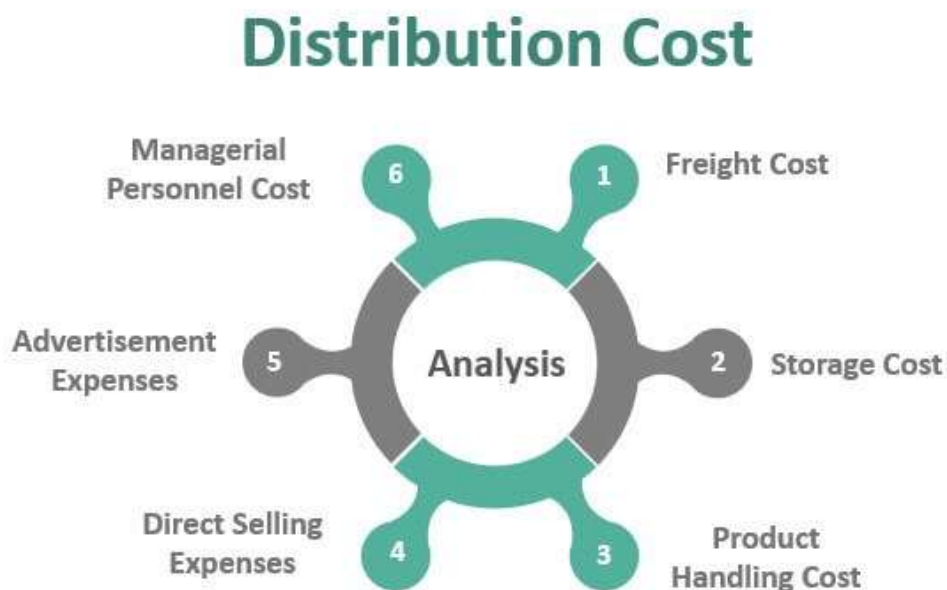 Distribution Cost
1
Freight Cost
2
Storage Cost
3
Product
Handling Cost
4
Direct Selling
Expenses
5
Advertisement
Expenses
6
Managerial
Personnel Cost
Analysis